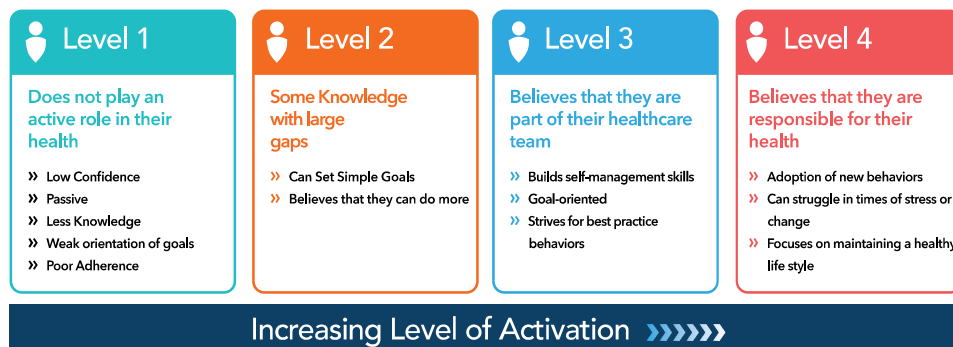 Level 1
Does not play an
active role in their
health
» Low Confidence
» Passive
» Less Knowledge
» Weak orientation of goals
» Poor Adherence
Level 2
Some Knowledge
with large
gaps
» Can Set Simple Goals
» Believes that they can do more
Level 3
Believes that they are
part of their healthcare
team
» Builds self-management skills
» Goal-oriented
» Strives for best practice
behaviors
Level 4
Believes that they are
responsible for their
health
» Adoption of new behaviors
» Can struggle in times of stress or
change
» Focuses on maintaining a healthy
life style
Increasing Level of Activation »»»